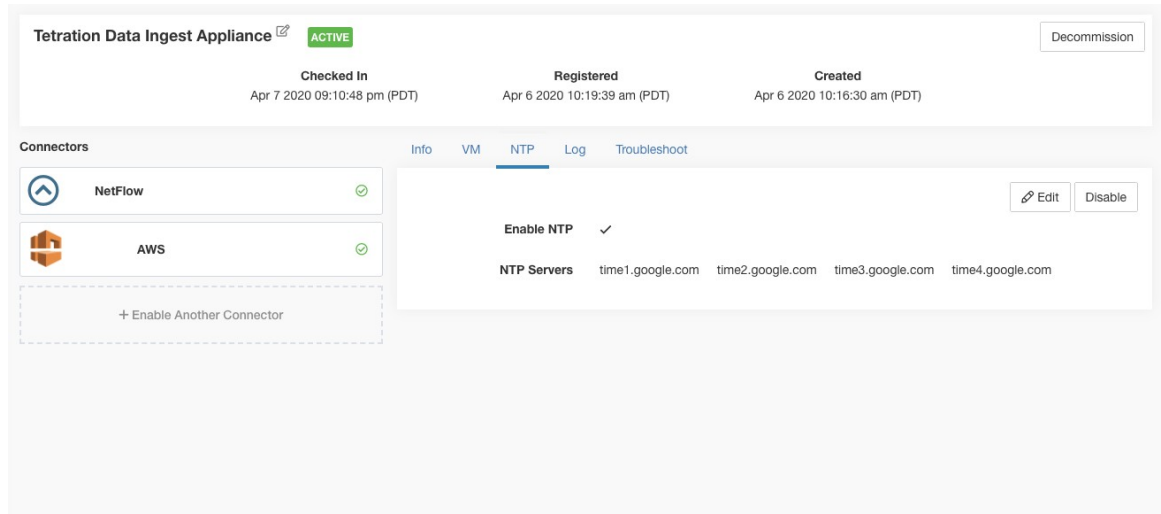 Tetration Data Ingest Appliance ACTIVE Decommission
Checked In Registered Created
Apr 7 2020 09:10:48 pm (PDT) Apr 6 2020 10:19:39 am (PDT) Apr 6 2020 10:16:30 am (PDT)
Connectors
NetFlow
AWS
+ Enable Another Connector
Info VM NTP Log Troubleshoot
Edit Disable
Enable NTP
NTP Servers time1.google.com time2.google.com time3.google.com time4.google.com